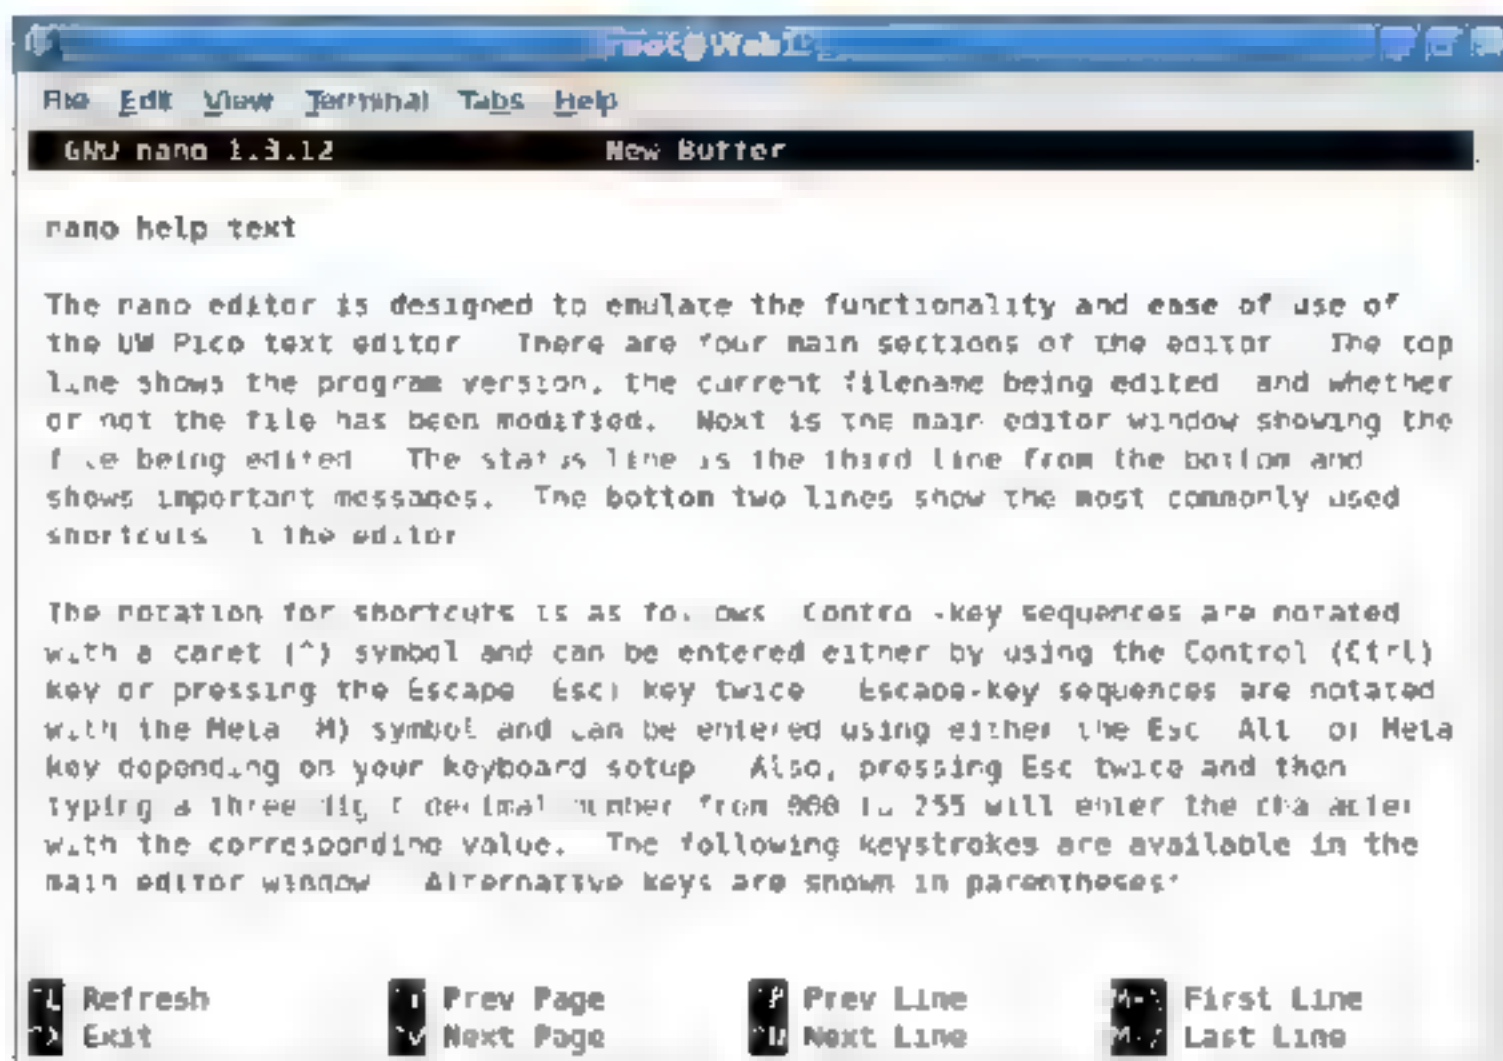 File Edit View Terminal Tabs Help
GNU nano 1.3.12 New Buffer
nano help text
The nano editor is designed to emulate the functionality and ease of use of
the UW Pico text editor  There are four main sections of the editor  The top
line shows the program version, the current filename being edited  and whether
or not the file has been modified.  Next is the main editor window showing the
file being edited  The status line is the third line from the bottom and
shows important messages.  The bottom two lines show the most commonly used
shortcuts in the editor
The notation for shortcuts is as follows  Control-key sequences are notated
with a caret (^) symbol and can be entered either by using the Control (Ctrl)
key or pressing the Escape (Esc) key twice  Escape-key sequences are notated
with the Meta (M) symbol and can be entered using either the Esc  Alt  or Meta
key depending on your keyboard setup  Also, pressing Esc twice and then
typing a three digit decimal number from 000 to 255 will enter the character
with the corresponding value.  The following keystrokes are available in the
main editor window  Alternative keys are shown in parentheses:
^L Refresh ^Y Prev Page ^P Prev Line First Line
^X Exit ^V Next Page ^N Next Line Last Line